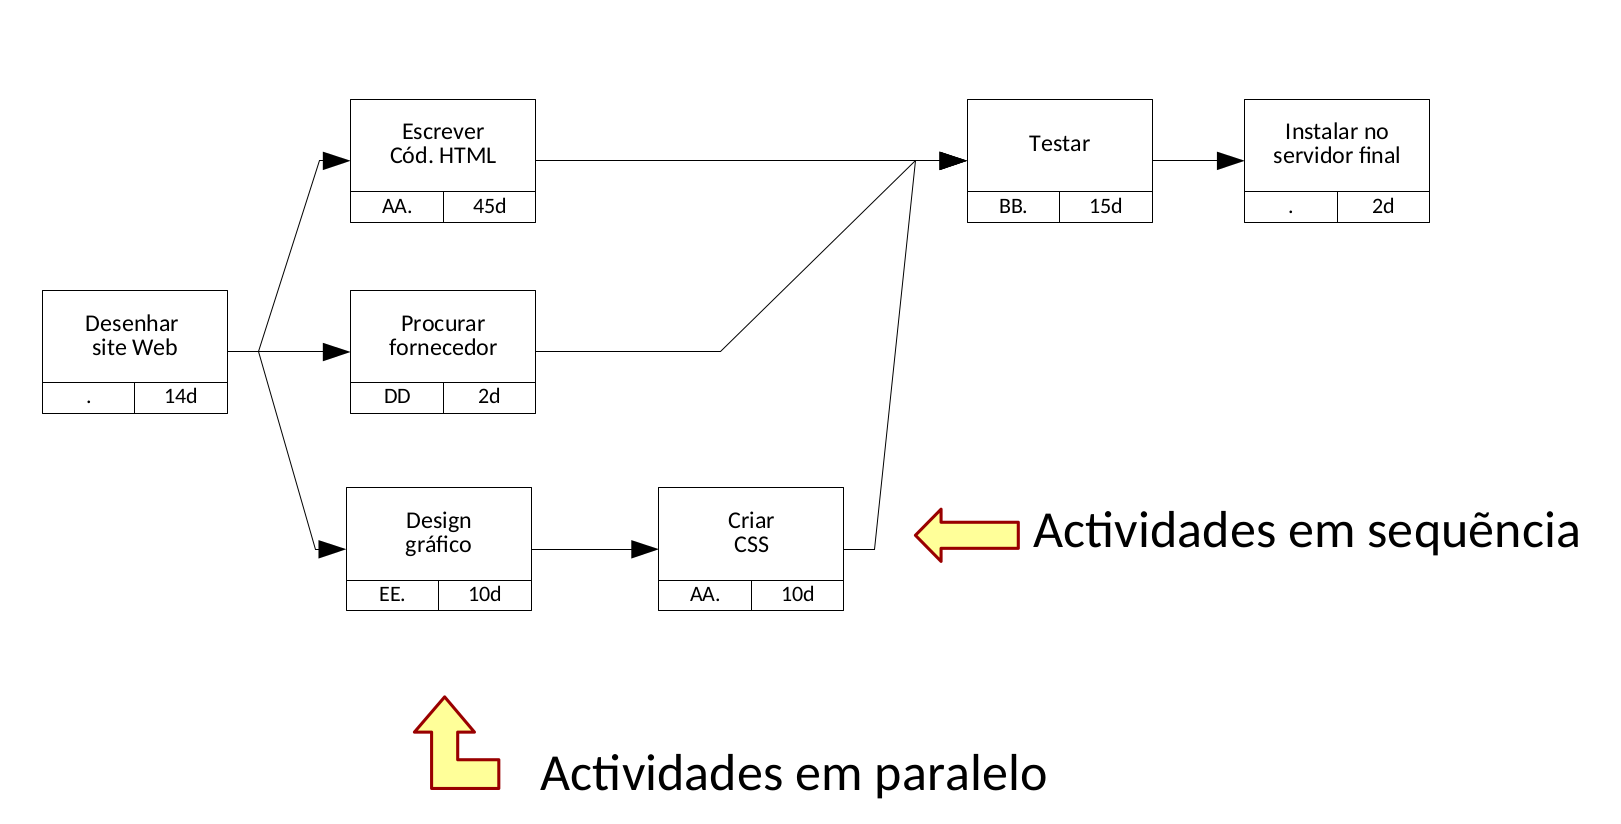 Escrever
Cód. HTML
AA.
45d
Testar
BB.
15d
Instalar no
servidor final
.
2d
Desenhar
site Web
.
14d
Procurar
fornecedor
DD
2d
Design
gráfico
EE.
10d
Criar
CSS
AA.
10d
Actividades em sequẽncia
Actividades em paralelo